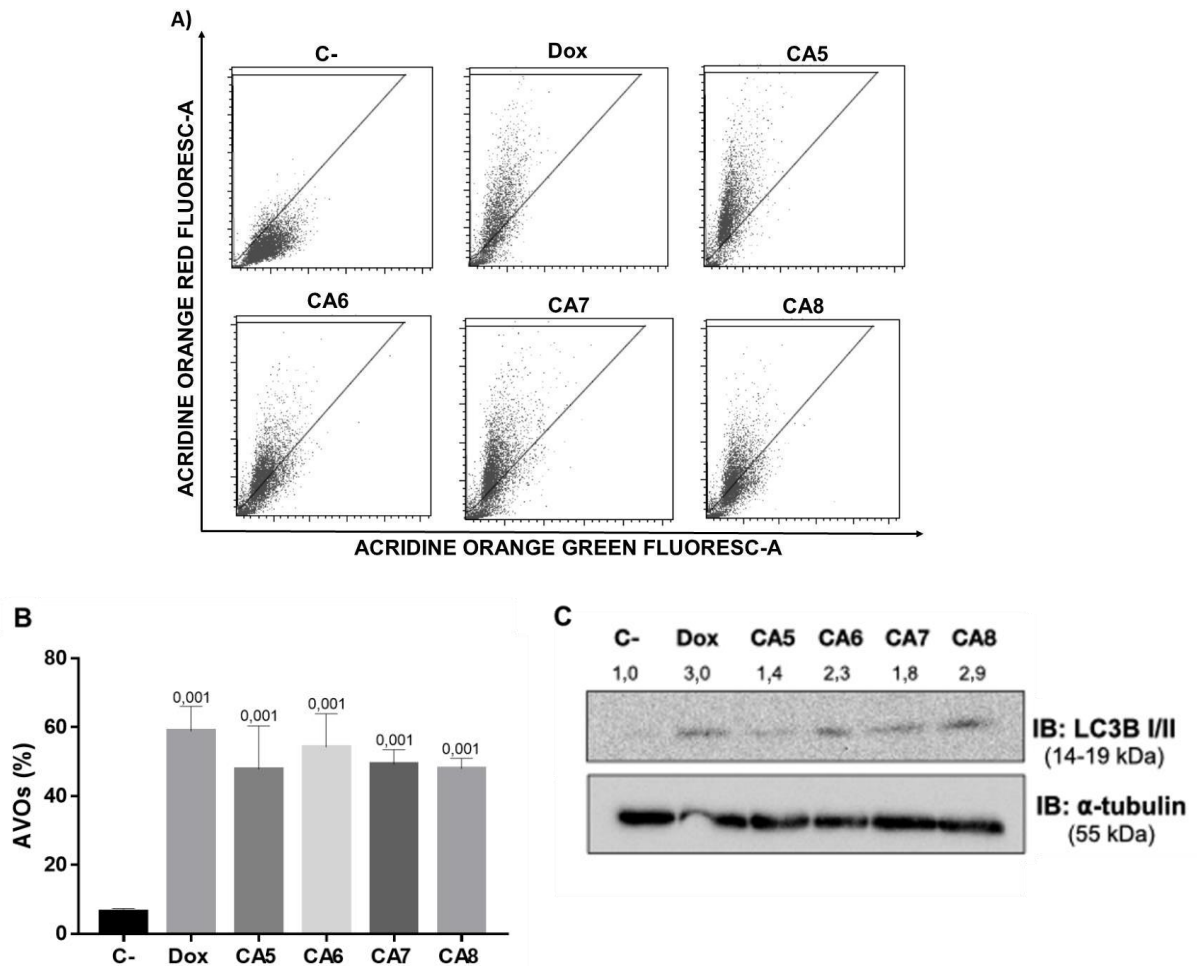 A)
C- Dox CA5
CA6 CA7 CA8
ACRIDINE ORANGE RED FLUORESC-A
ACRIDINE ORANGE GREEN FLUORESC-A
B
AVOs (%)
80
60
40
20
0
0,001 0,001 0,001 0,001 0,001
C- Dox CA5 CA6 CA7 CA8
C
C- Dox CA5 CA6 CA7 CA8
1,0 3,0 1,4 2,3 1,8 2,9
IB: LC3B I/II
(14-19 kDa)
IB: α-tubulin
(55 kDa)